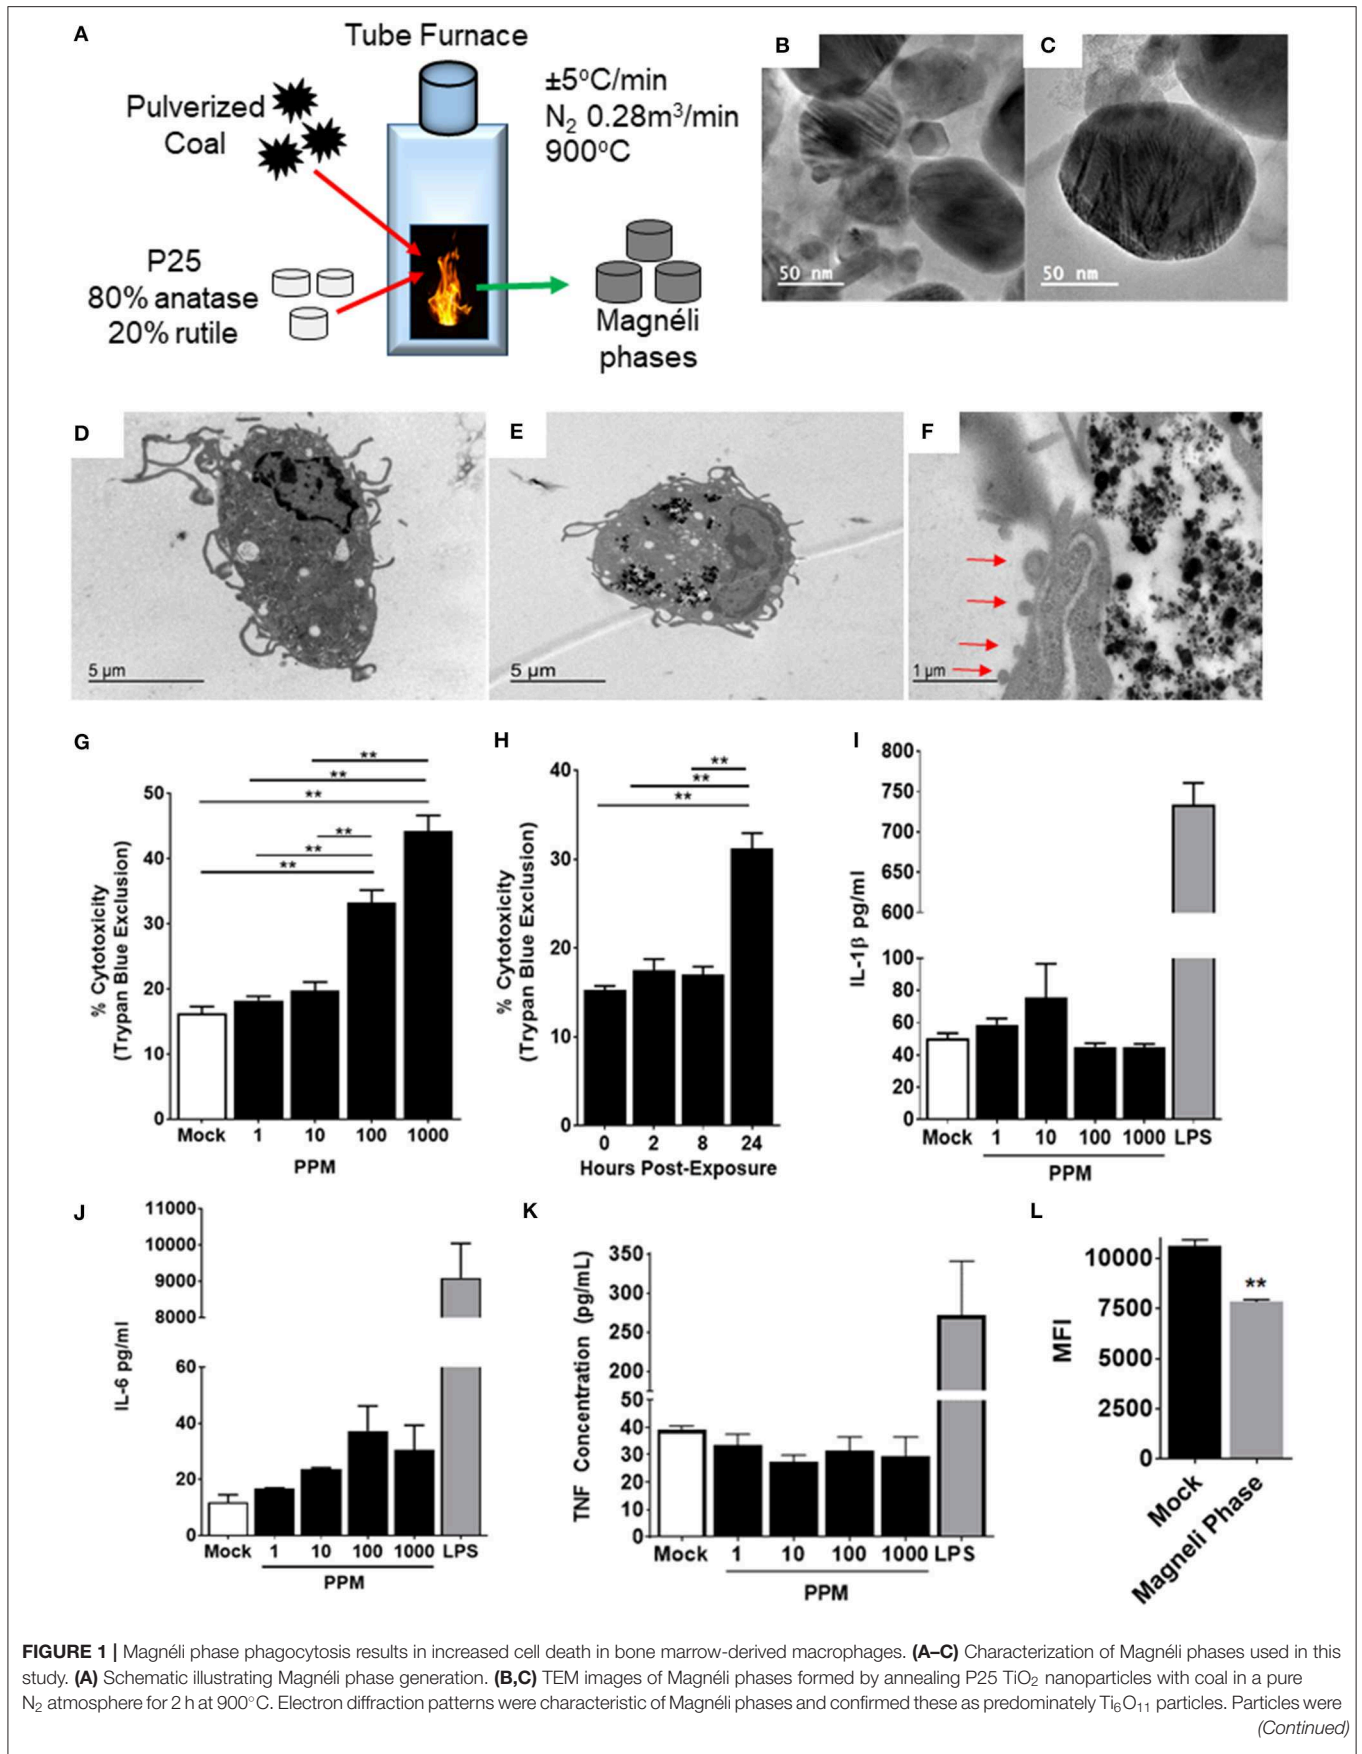 A
Tube Furnace
Pulverized
Coal
±5°C/min
N₂ 0.28m³/min
900°C
P25
80% anatase
20% rutile
Magnéli
phases
B
50 nm
C
50 nm
D
5 µm
E
5 µm
F
1 µm
G
% Cytotoxicity
(Trypan Blue Exclusion)
50
40
30
20
10
0
** 
**
**
**
**
**
Mock 1 10 100 1000
PPM
H
% Cytotoxicity
(Trypan Blue Exclusion)
40
30
20
10
0
**
**
**
0 2 8 24
Hours Post-Exposure
I
IL-1β pg/ml
800
750
700
650
600
100
80
60
40
20
0
Mock 1 10 100 1000 LPS
PPM
J
IL-6 pg/ml
11000
10000
9000
8000
60
40
20
0
Mock 1 10 100 1000 LPS
PPM
K
TNF Concentration (pg/mL)
350
300
250
200
50
40
30
20
10
0
Mock 1 10 100 1000 LPS
PPM
L
MFI
10000
7500
5000
2500
0
**
Mock
Magneli Phase
FIGURE 1 | Magnéli phase phagocytosis results in increased cell death in bone marrow-derived macrophages. (A–C) Characterization of Magnéli phases used in this
study. (A) Schematic illustrating Magnéli phase generation. (B,C) TEM images of Magnéli phases formed by annealing P25 TiO₂ nanoparticles with coal in a pure
N₂ atmosphere for 2 h at 900°C. Electron diffraction patterns were characteristic of Magnéli phases and confirmed these as predominately Ti₆O₁₁ particles. Particles were
(Continued)